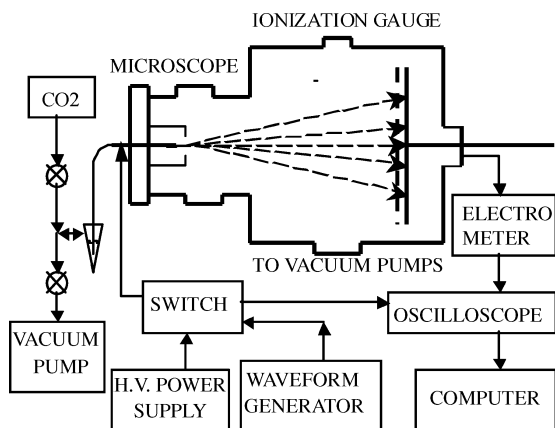 IONIZATION GAUGE
MICROSCOPE
CO2
TO VACUUM PUMPS
ELECTRO
METER
SWITCH
OSCILLOSCOPE
VACUUM
PUMP
H.V. POWER
SUPPLY
WAVEFORM
GENERATOR
COMPUTER